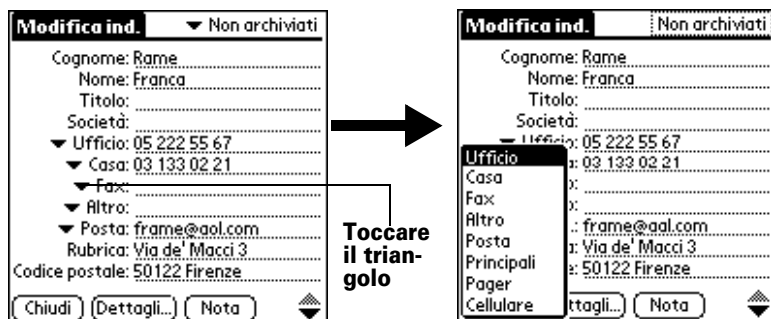 Modifica ind. Non archiviati
Cognome: Rame
Nome: Franca
Titolo:
Società:
Ufficio: 05 222 55 67
Casa: 03 133 02 21
Fax:
Altro:
Posta: frame@aol.com
Rubrica: Via de' Macci 3
Codice postale: 50122 Firenze
Chiudi Dettagli... Nota
Toccare
il trian-
golo
Modifica ind. Non archiviati
Cognome: Rame
Nome: Franca
Titolo:
Società:
05 222 55 67
Ufficio
03 133 02 21
Casa
Fax
Altro
frame@aol.com
Posta
Via de' Macci 3
Principali
50122 Firenze
Pager
Cellulare
ttagli... Nota